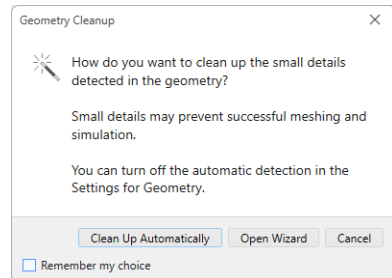 Geometry Cleanup
How do you want to clean up the small details
detected in the geometry?
Small details may prevent successful meshing and
simulation.
You can turn off the automatic detection in the
Settings for Geometry.
Clean Up Automatically Open Wizard Cancel
Remember my choice